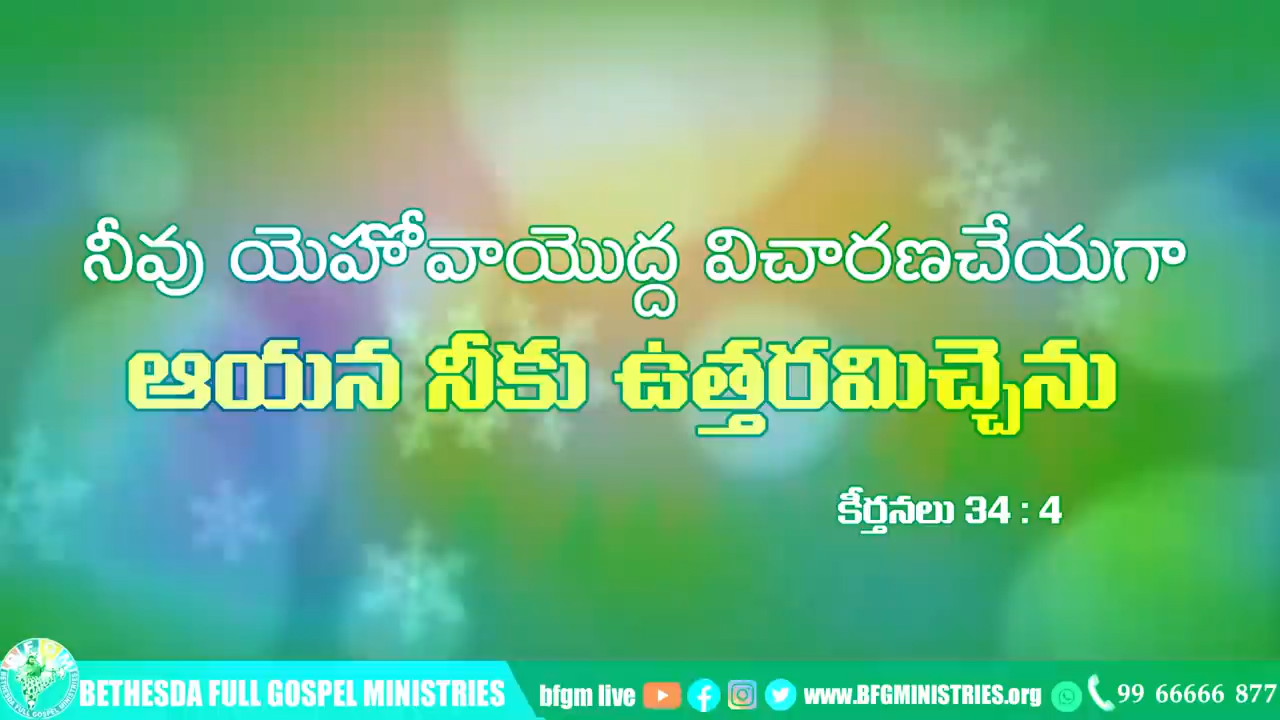 నీవు యెహోవాయొద్ద విచారణచేయగా
ఆయన నీకు ఉత్తరమిచ్చెను
కీర్తనలు 34 : 4
BETHESDA FULL GOSPEL MINISTRIES bfgm live www.BFGMINISTRIES.org 99 66666 877